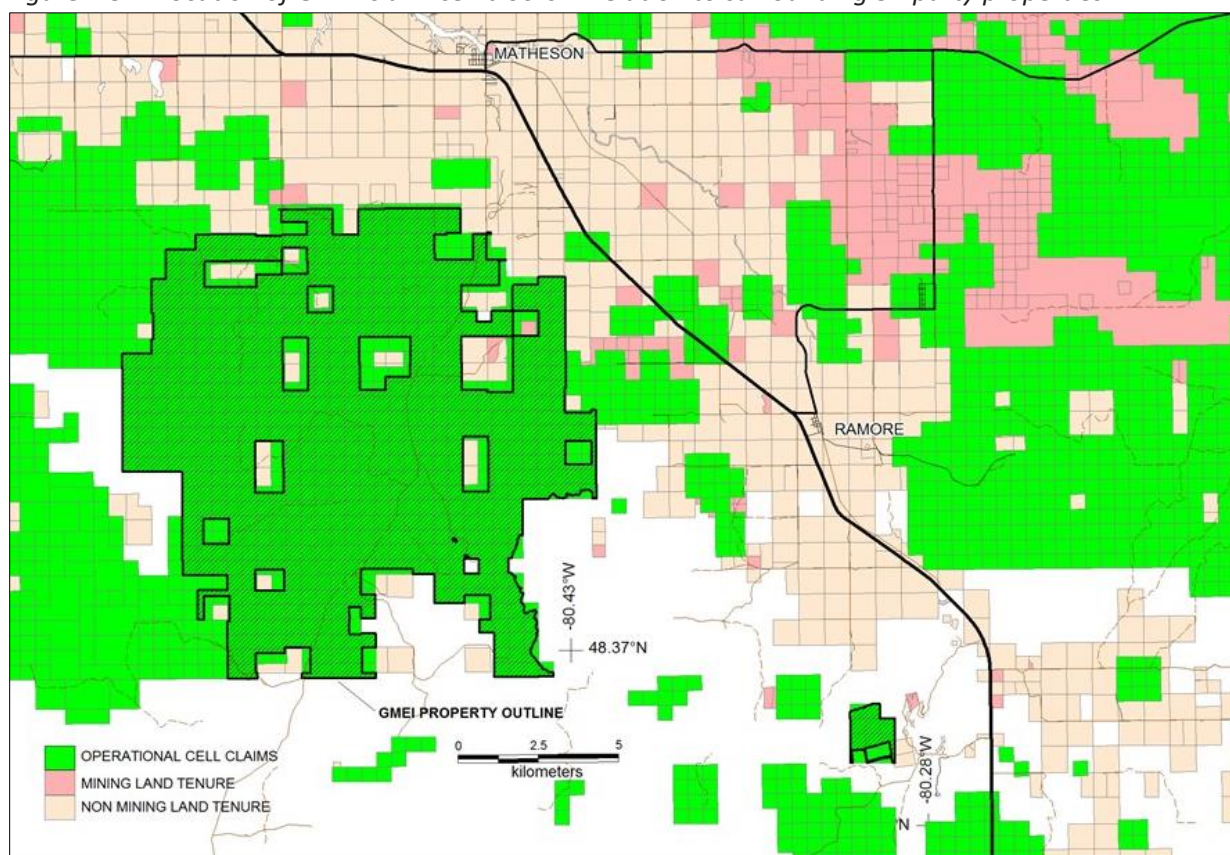 MATHESON
RAMORE
-80.43°W
48.37°N
GMEI PROPERTY OUTLINE
0 2.5 5
kilometers
-80.28°W
N
OPERATIONAL CELL CLAIMS
MINING LAND TENURE
NON MINING LAND TENURE